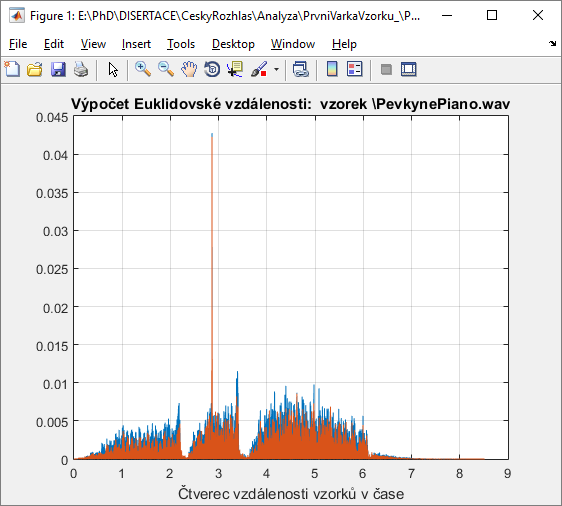 Figure 1: E:\PhD\DISERTACE\CeskyRozhlas\Analyza\PrvniVarkaVzorku_\P...
File Edit View Insert Tools Desktop Window Help
Výpočet Euklidovské vzdálenosti: vzorek \PevkynePiano.wav
0.045
0.04
0.035
0.03
0.025
0.02
0.015
0.01
0.005
0
0 1 2 3 4 5 6 7 8 9
Čtverec vzdálenosti vzorků v čase